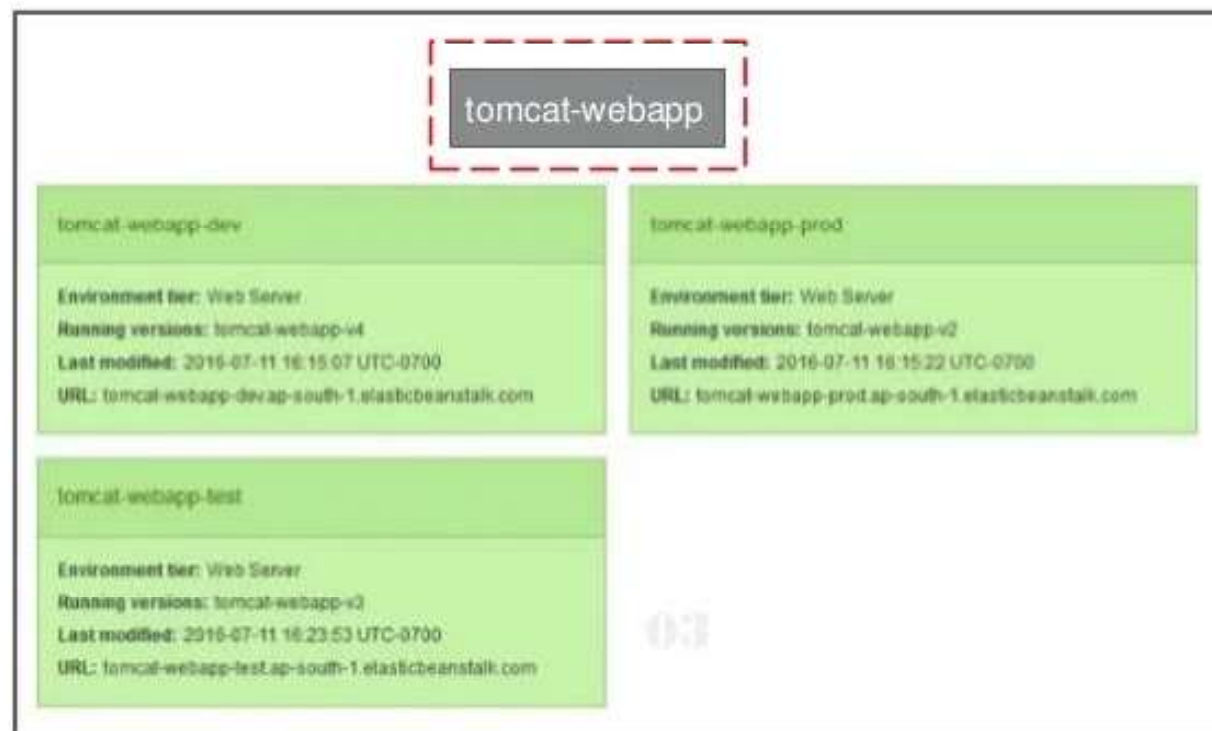 tomcat-webapp
tomcat-webapp-dev
Environment tier: Web Server
Running versions: tomcat-webapp-v4
Last modified: 2016-07-11 16:15:07 UTC-0700
URL: tomcat-webapp-dev.ap-south-1.elasticbeanstalk.com
tomcat-webapp-prod
Environment tier: Web Server
Running versions: tomcat-webapp-v2
Last modified: 2016-07-11 16:15:22 UTC-0700
URL: tomcat-webapp-prod.ap-south-1.elasticbeanstalk.com
tomcat-webapp-test
Environment tier: Web Server
Running versions: tomcat-webapp-v3
Last modified: 2016-07-11 16:23:53 UTC-0700
URL: tomcat-webapp-test.ap-south-1.elasticbeanstalk.com
03